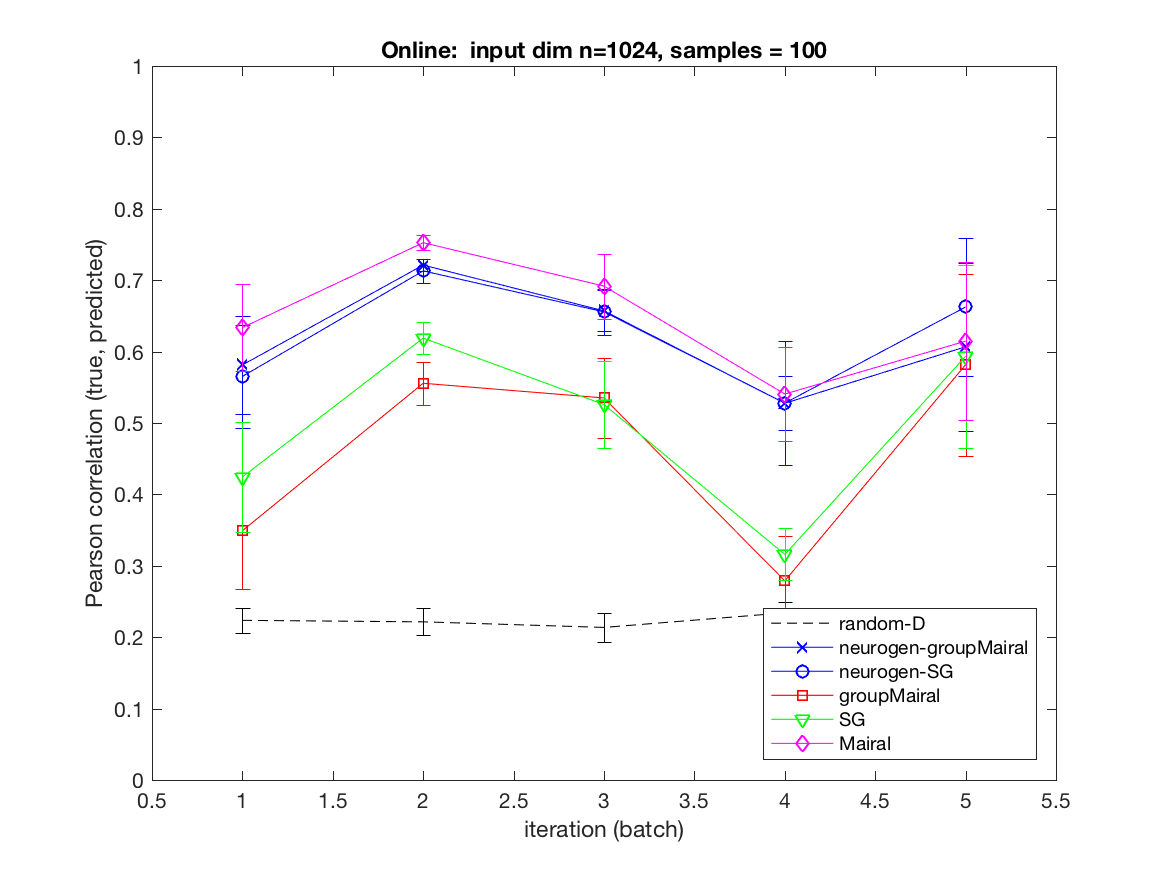 Online: input dim n=1024, samples = 100
Pearson correlation (true, predicted)
1
0.9
0.8
0.7
0.6
0.5
0.4
0.3
0.2
0.1
0
random-D
neurogen-groupMairal
neurogen-SG
groupMairal
SG
Mairal
0.5 1 1.5 2 2.5 3 3.5 4 4.5 5 5.5
iteration (batch)